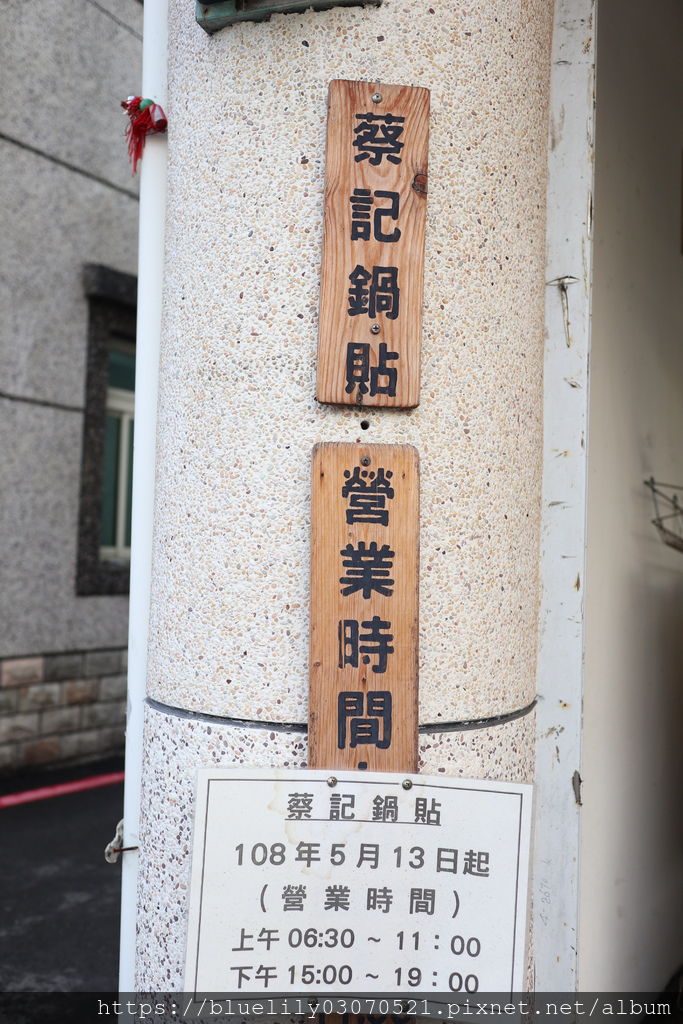 蔡記鍋貼
營業時間
蔡記鍋貼
108年5月13日起
(營業時間)
上午 06:30 ~ 11:00
下午 15:00 ~ 19:00
https://bluelily03070521.pixnet.net/album